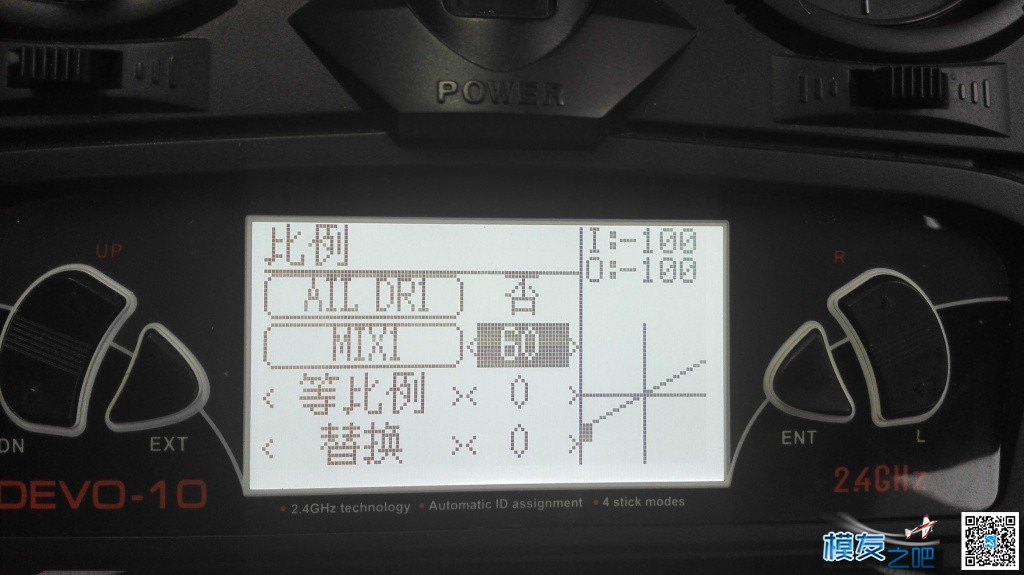 POWER
UP
R
比例
I:-100
O:-100
AIL DR1 否
MIX1 < 60 >
< 等比例 >< 0 >
< 替换 >< 0 >
DN
EXT
ENT
L
DEVO-10
2.4GHz
2.4GHz technology Automatic ID assignment 4 stick modes
模友之吧